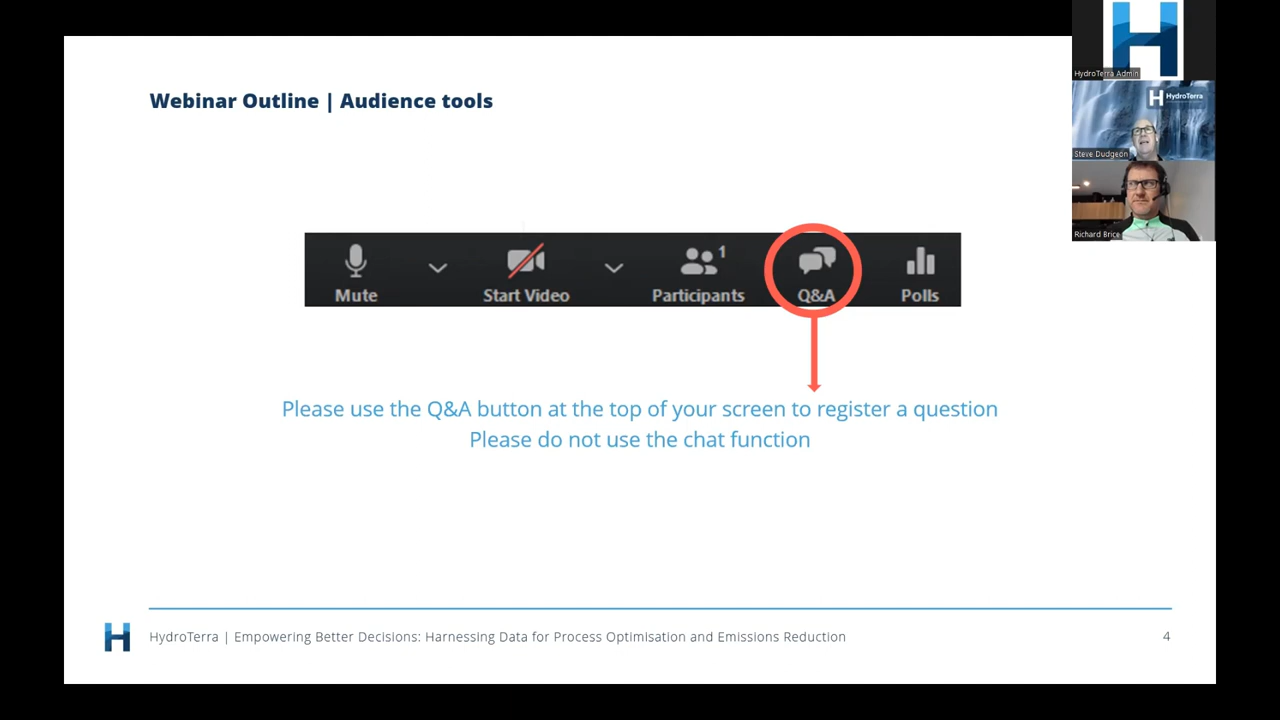 HydroTerra Admin
Webinar Outline | Audience tools
HydroTerra
Steve Dudgeon
Richard Brice
1
Mute
Start Video
Participants
Q&A
Polls
Please use the Q&A button at the top of your screen to register a question
Please do not use the chat function
HydroTerra | Empowering Better Decisions: Harnessing Data for Process Optimisation and Emissions Reduction
4